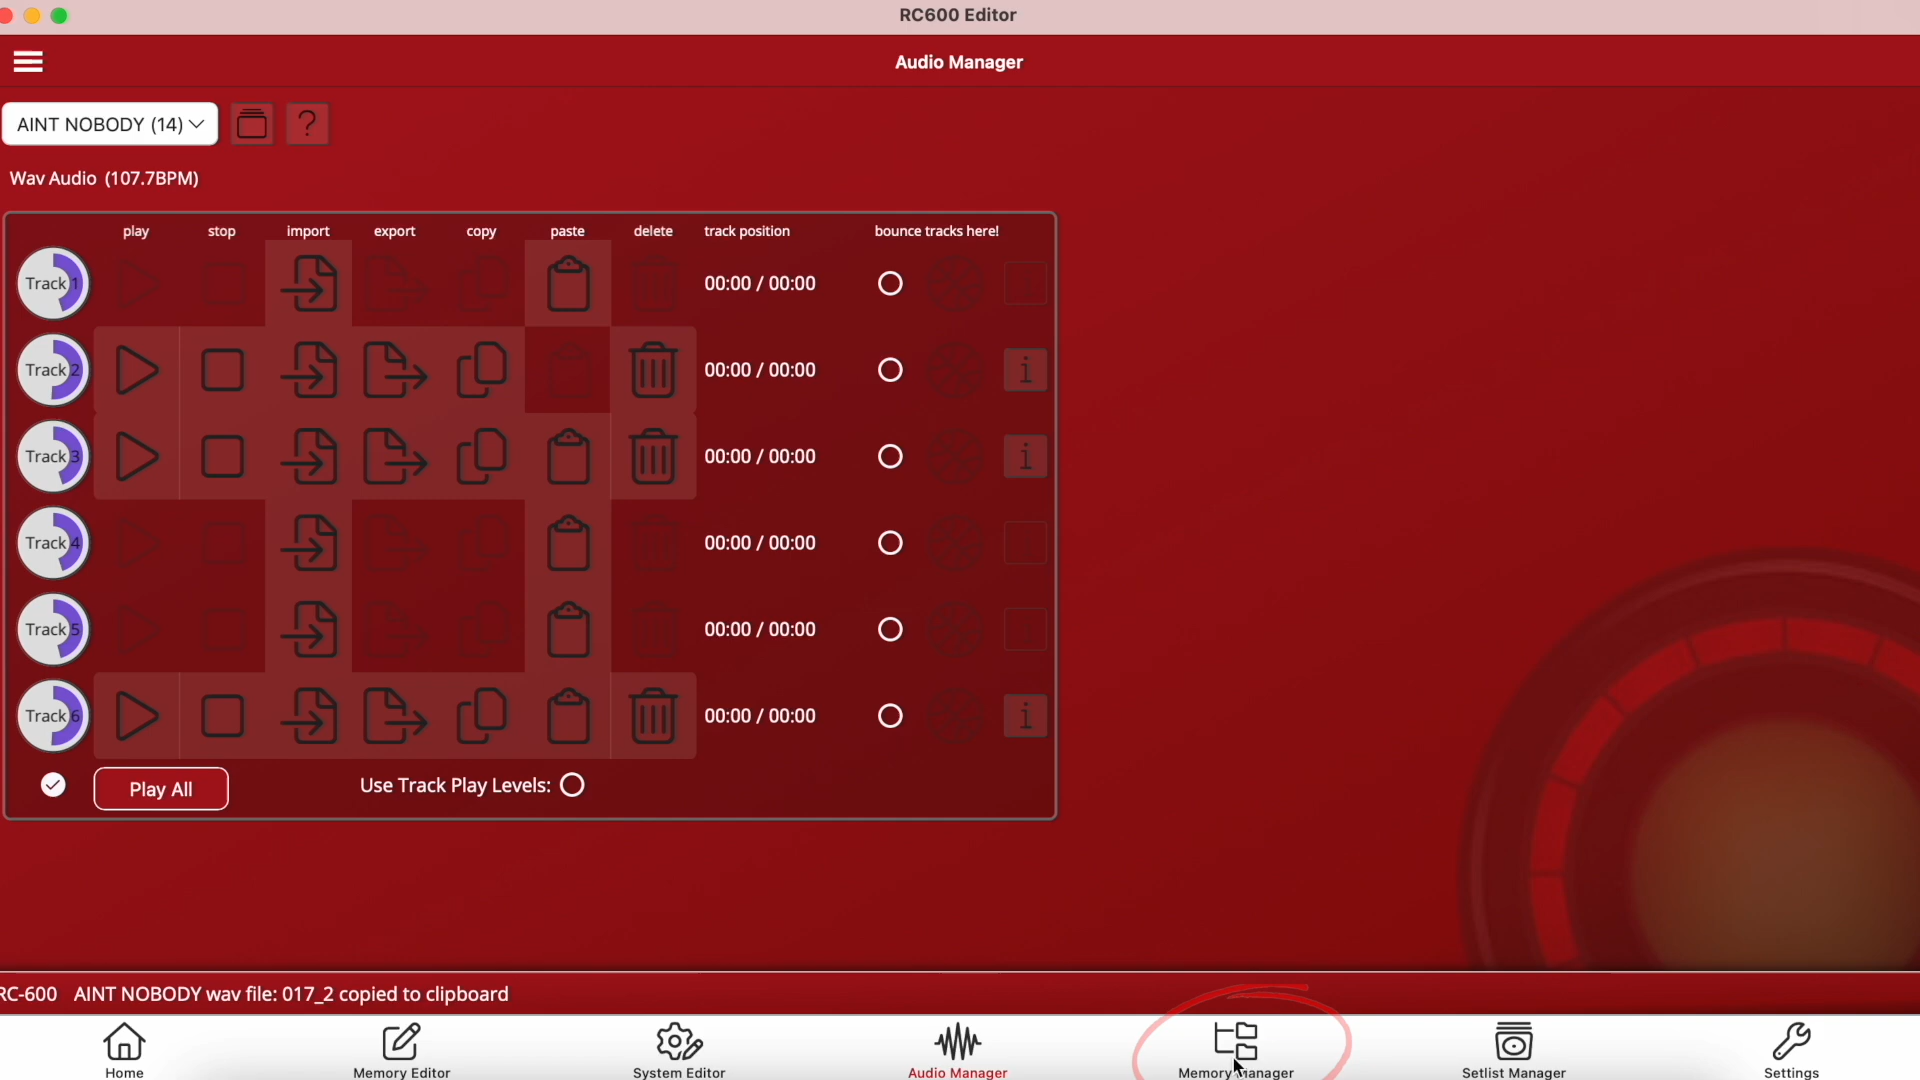 RC600 Editor
Audio Manager
AINT NOBODY (14)
?
Wav Audio (107.7BPM)
play stop import export copy paste delete track position bounce tracks here!
Track 1 00:00 / 00:00
Track 2 00:00 / 00:00 i
Track 3 00:00 / 00:00 i
Track 4 00:00 / 00:00
Track 5 00:00 / 00:00
Track 6 00:00 / 00:00 i
Play All Use Track Play Levels:
RC-600 AINT NOBODY wav file: 017_2 copied to clipboard
Home Memory Editor System Editor Audio Manager Memory Manager Setlist Manager Settings